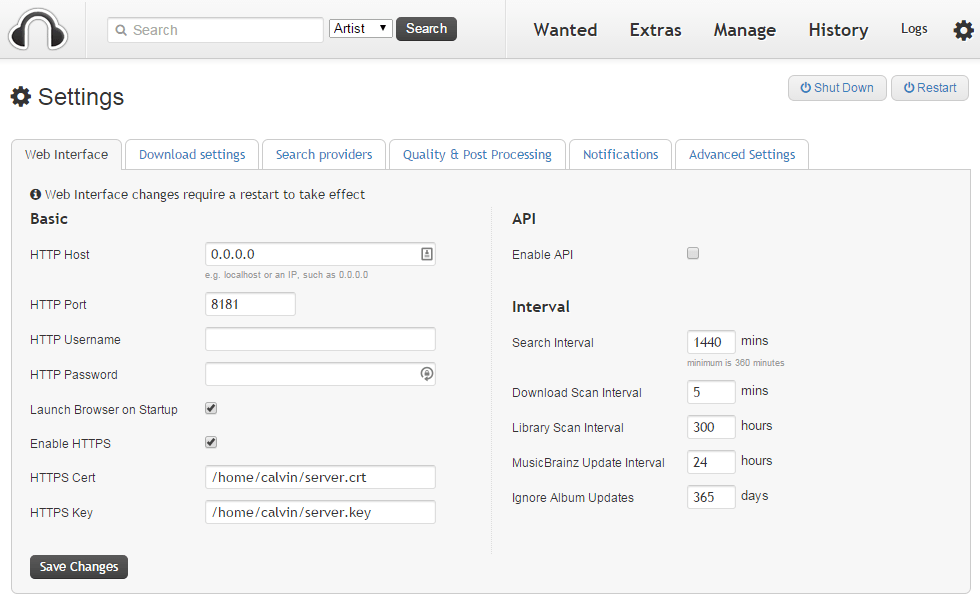 Search Artist Search Wanted Extras Manage History Logs
Settings Shut Down Restart
Web Interface Download settings Search providers Quality & Post Processing Notifications Advanced Settings
Web Interface changes require a restart to take effect
Basic
HTTP Host 0.0.0.0
e.g. localhost or an IP, such as 0.0.0.0
HTTP Port 8181
HTTP Username
HTTP Password
Launch Browser on Startup
Enable HTTPS
HTTPS Cert /home/calvin/server.crt
HTTPS Key /home/calvin/server.key
Save Changes
API
Enable API
Interval
Search Interval 1440 mins
minimum is 360 minutes
Download Scan Interval 5 mins
Library Scan Interval 300 hours
MusicBrainz Update Interval 24 hours
Ignore Album Updates 365 days